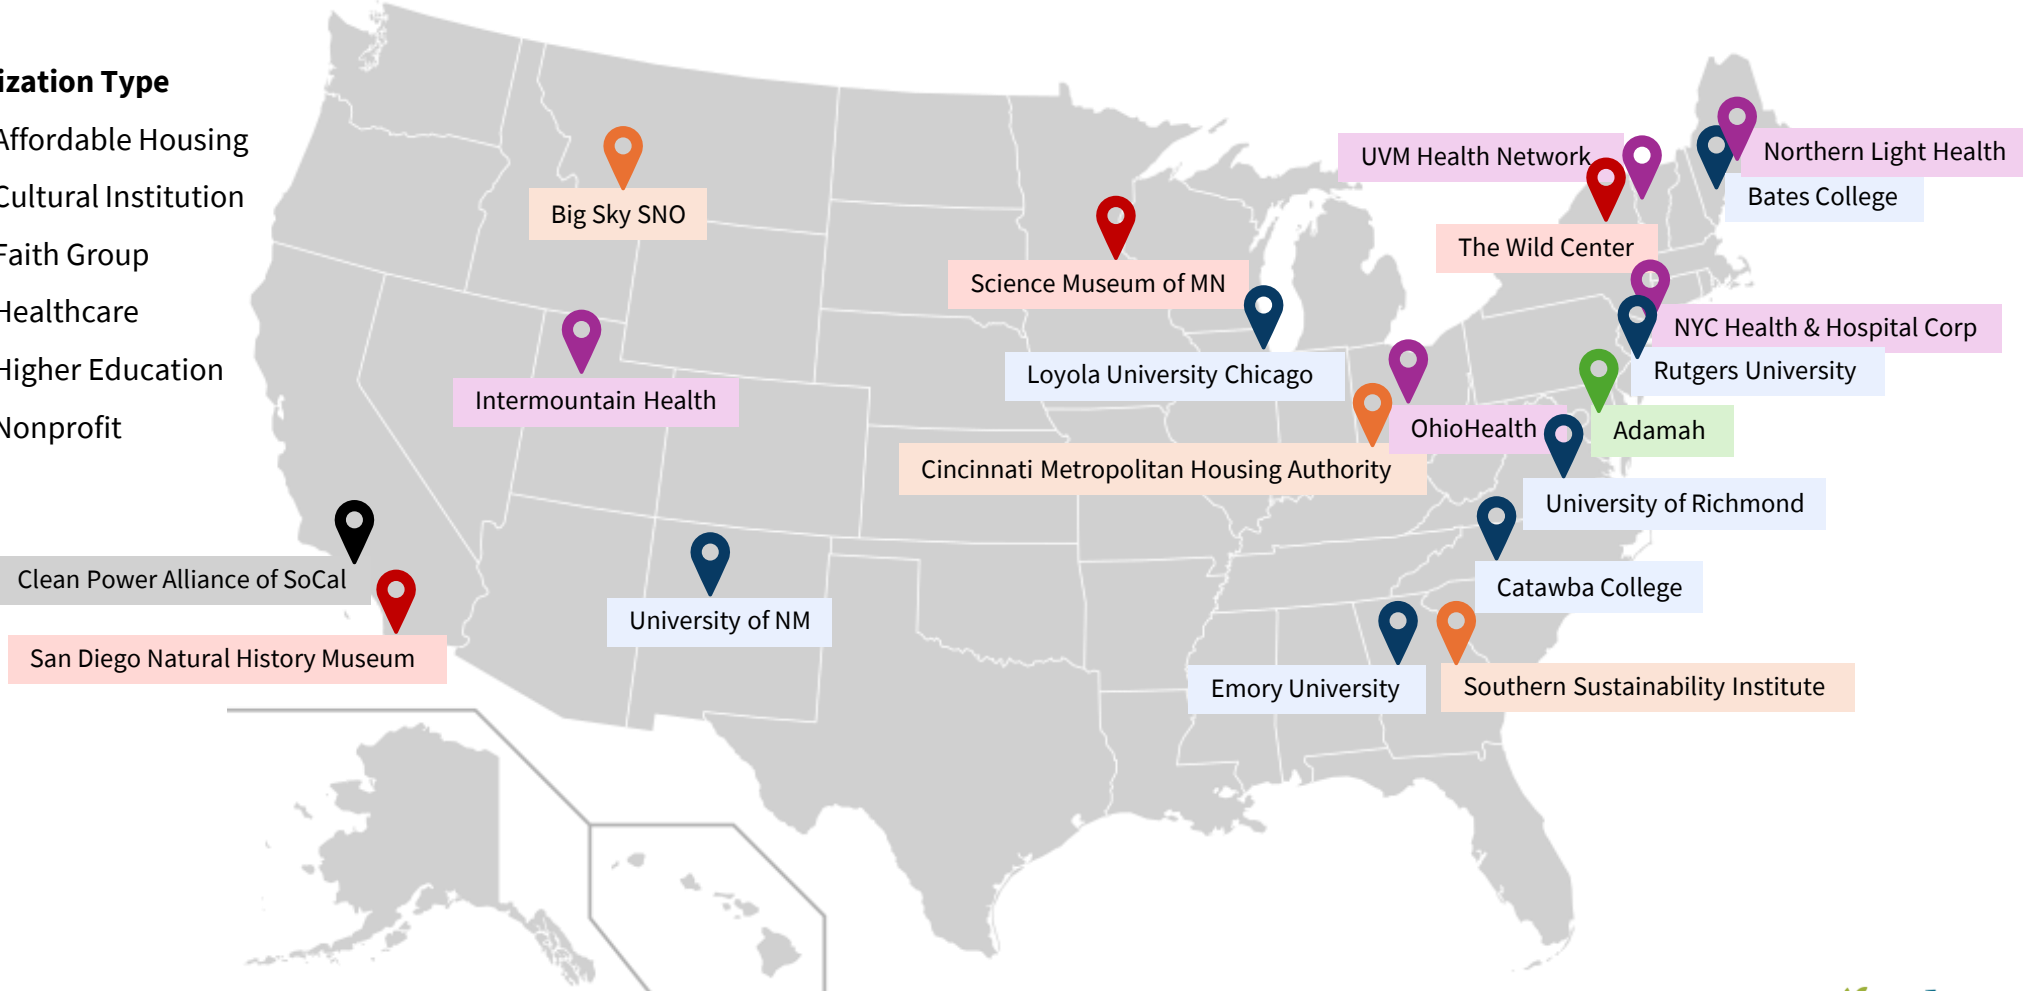 ization Type
Affordable Housing
Cultural Institution
Faith Group
Healthcare
Higher Education
Nonprofit
Big Sky SNO
Intermountain Health
Clean Power Alliance of SoCal
San Diego Natural History Museum
University of NM
Science Museum of MN
Loyola University Chicago
Cincinnati Metropolitan Housing Authority
OhioHealth
UVM Health Network
Northern Light Health
Bates College
The Wild Center
NYC Health & Hospital Corp
Rutgers University
Adamah
University of Richmond
Catawba College
Emory University
Southern Sustainability Institute